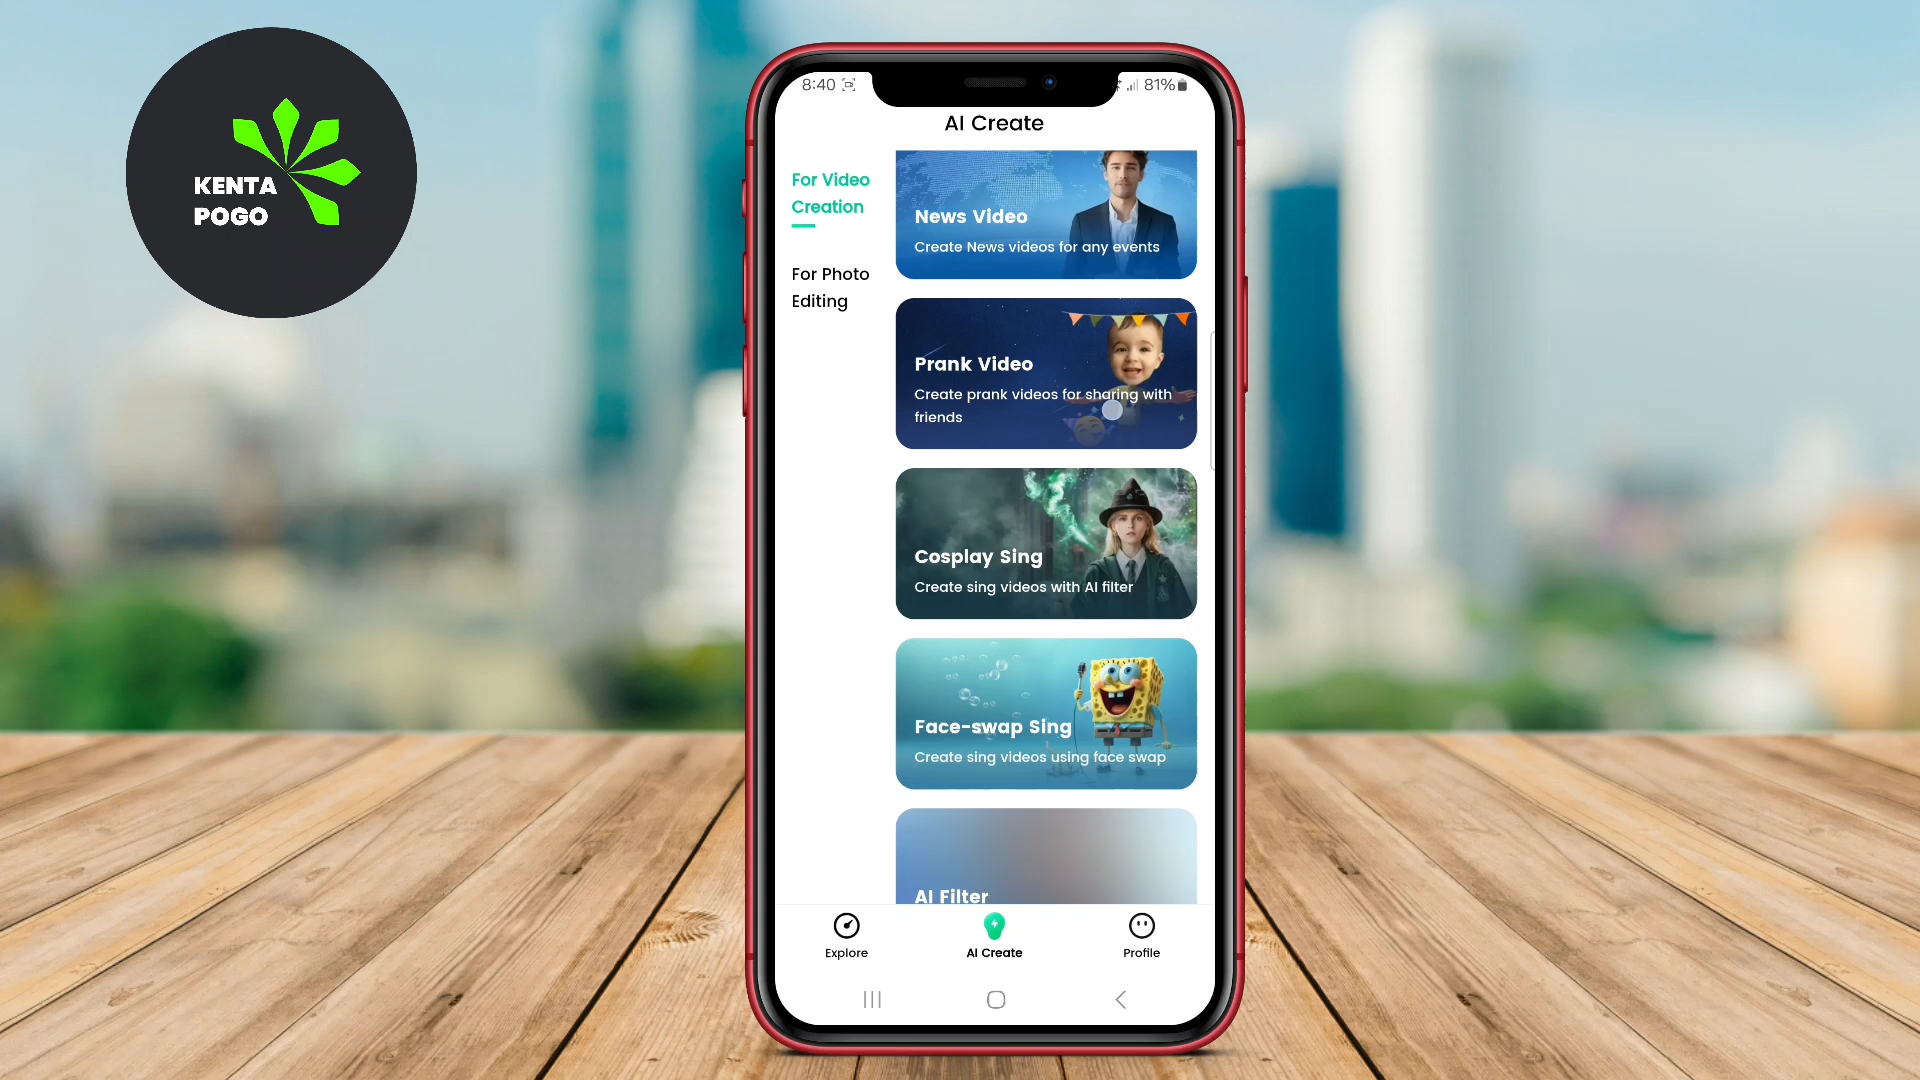 KENTA
POGO
8:40
81%
AI Create
For Video
Creation
For Photo
Editing
News Video
Create News videos for any events
Prank Video
Create prank videos for sharing with
friends
Cosplay Sing
Create sing videos with AI filter
Face-swap Sing
Create sing videos using face swap
AI Filter
Explore
AI Create
Profile